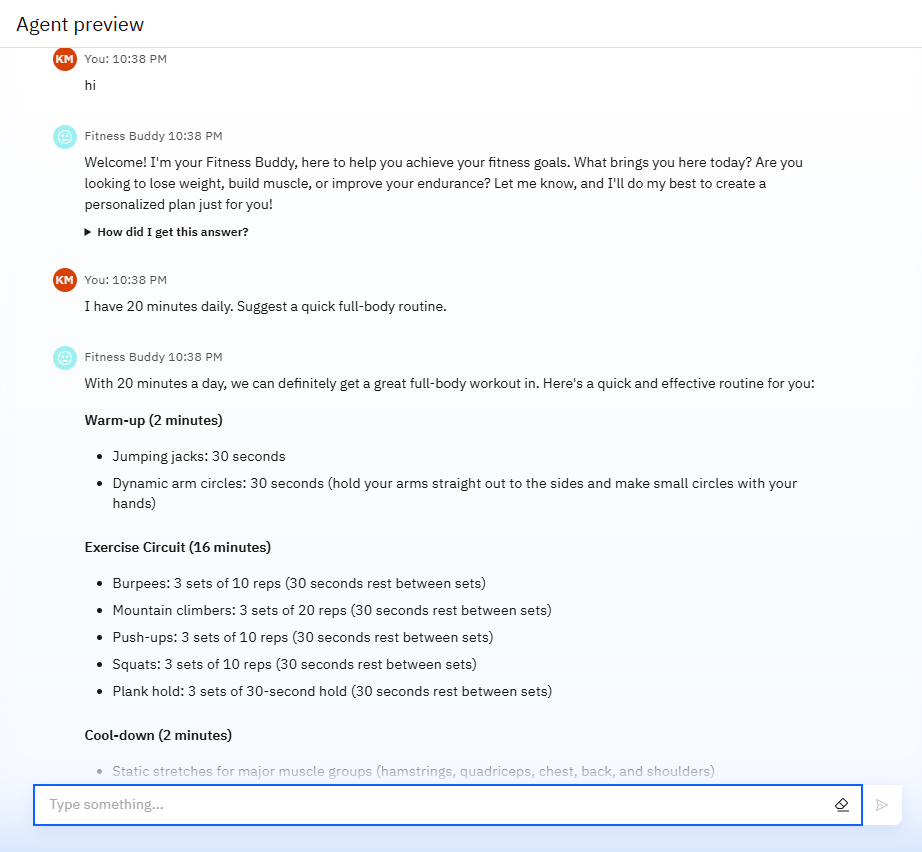 Agent preview
KM You: 10:38 PM
hi
Fitness Buddy 10:38 PM
Welcome! I'm your Fitness Buddy, here to help you achieve your fitness goals. What brings you here today? Are you
looking to lose weight, build muscle, or improve your endurance? Let me know, and I'll do my best to create a
personalized plan just for you!
How did I get this answer?
KM You: 10:38 PM
I have 20 minutes daily. Suggest a quick full-body routine.
Fitness Buddy 10:38 PM
With 20 minutes a day, we can definitely get a great full-body workout in. Here's a quick and effective routine for you:
Warm-up (2 minutes)
• Jumping jacks: 30 seconds
• Dynamic arm circles: 30 seconds (hold your arms straight out to the sides and make small circles with your
hands)
Exercise Circuit (16 minutes)
• Burpees: 3 sets of 10 reps (30 seconds rest between sets)
• Mountain climbers: 3 sets of 20 reps (30 seconds rest between sets)
• Push-ups: 3 sets of 10 reps (30 seconds rest between sets)
• Squats: 3 sets of 10 reps (30 seconds rest between sets)
• Plank hold: 3 sets of 30-second hold (30 seconds rest between sets)
Cool-down (2 minutes)
• Static stretches for major muscle groups (hamstrings, quadriceps, chest, back, and shoulders)
Type something...